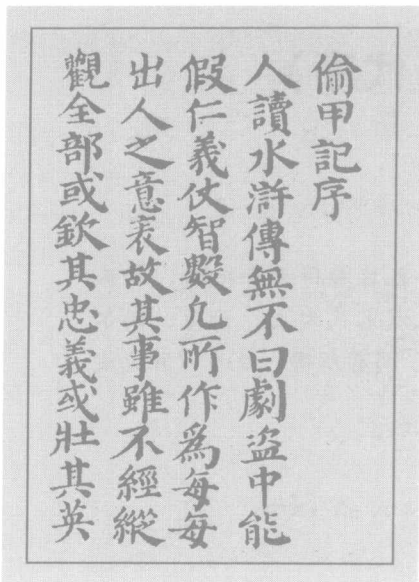 偷甲記序
人讀水滸傳無不曰劇盜中能
假仁義仗智數凡所作爲每每
出人之意表故其事雖不經縱
觀全部或欽其忠義或壯其英